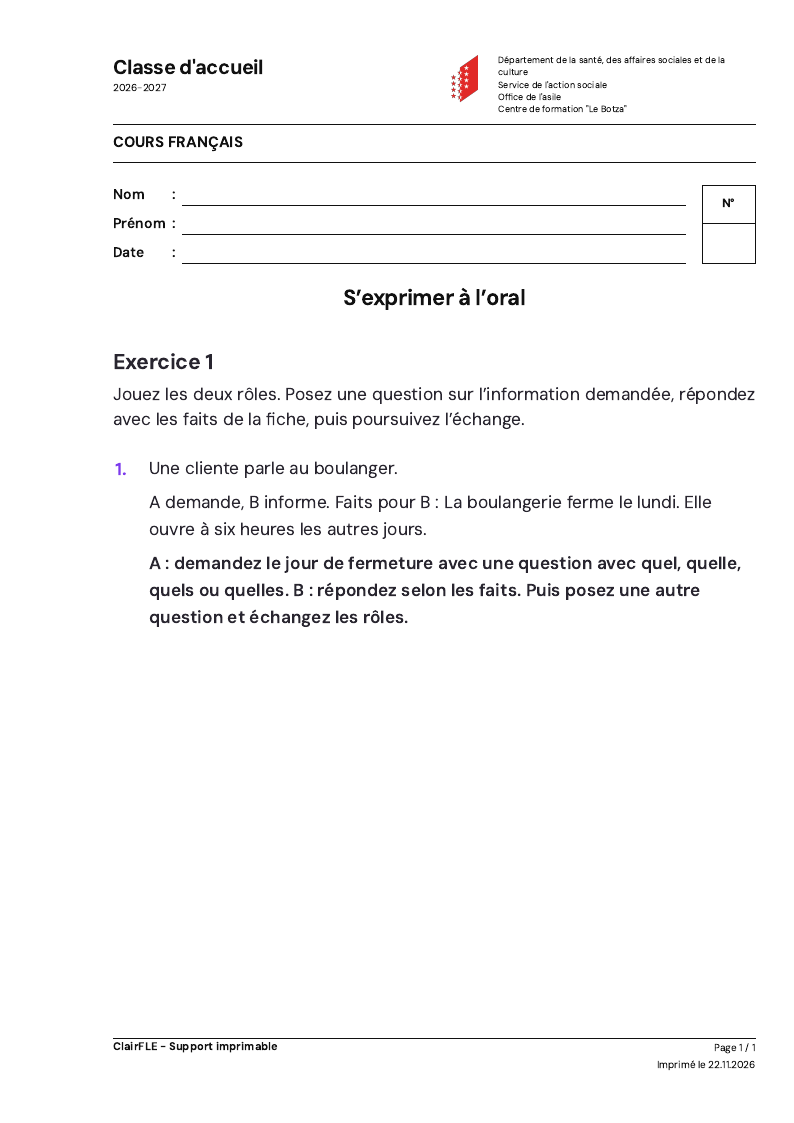 Classe d'accueil
2026-2027
Département de la santé, des affaires sociales et de la
culture
Service de l'action sociale
Office de l'asile
Centre de formation "Le Botza"
COURS FRANÇAIS
Nom :
Prénom :
Date :
N°
S’exprimer à l’oral
Exercice 1
Jouez les deux rôles. Posez une question sur l’information demandée, répondez
avec les faits de la fiche, puis poursuivez l’échange.
1. Une cliente parle au boulanger.
A demande, B informe. Faits pour B : La boulangerie ferme le lundi. Elle
ouvre à six heures les autres jours.
A : demandez le jour de fermeture avec une question avec quel, quelle,
quels ou quelles. B : répondez selon les faits. Puis posez une autre
question et échangez les rôles.
ClairFLE - Support imprimable
Page 1 / 1
Imprimé le 22.11.2026